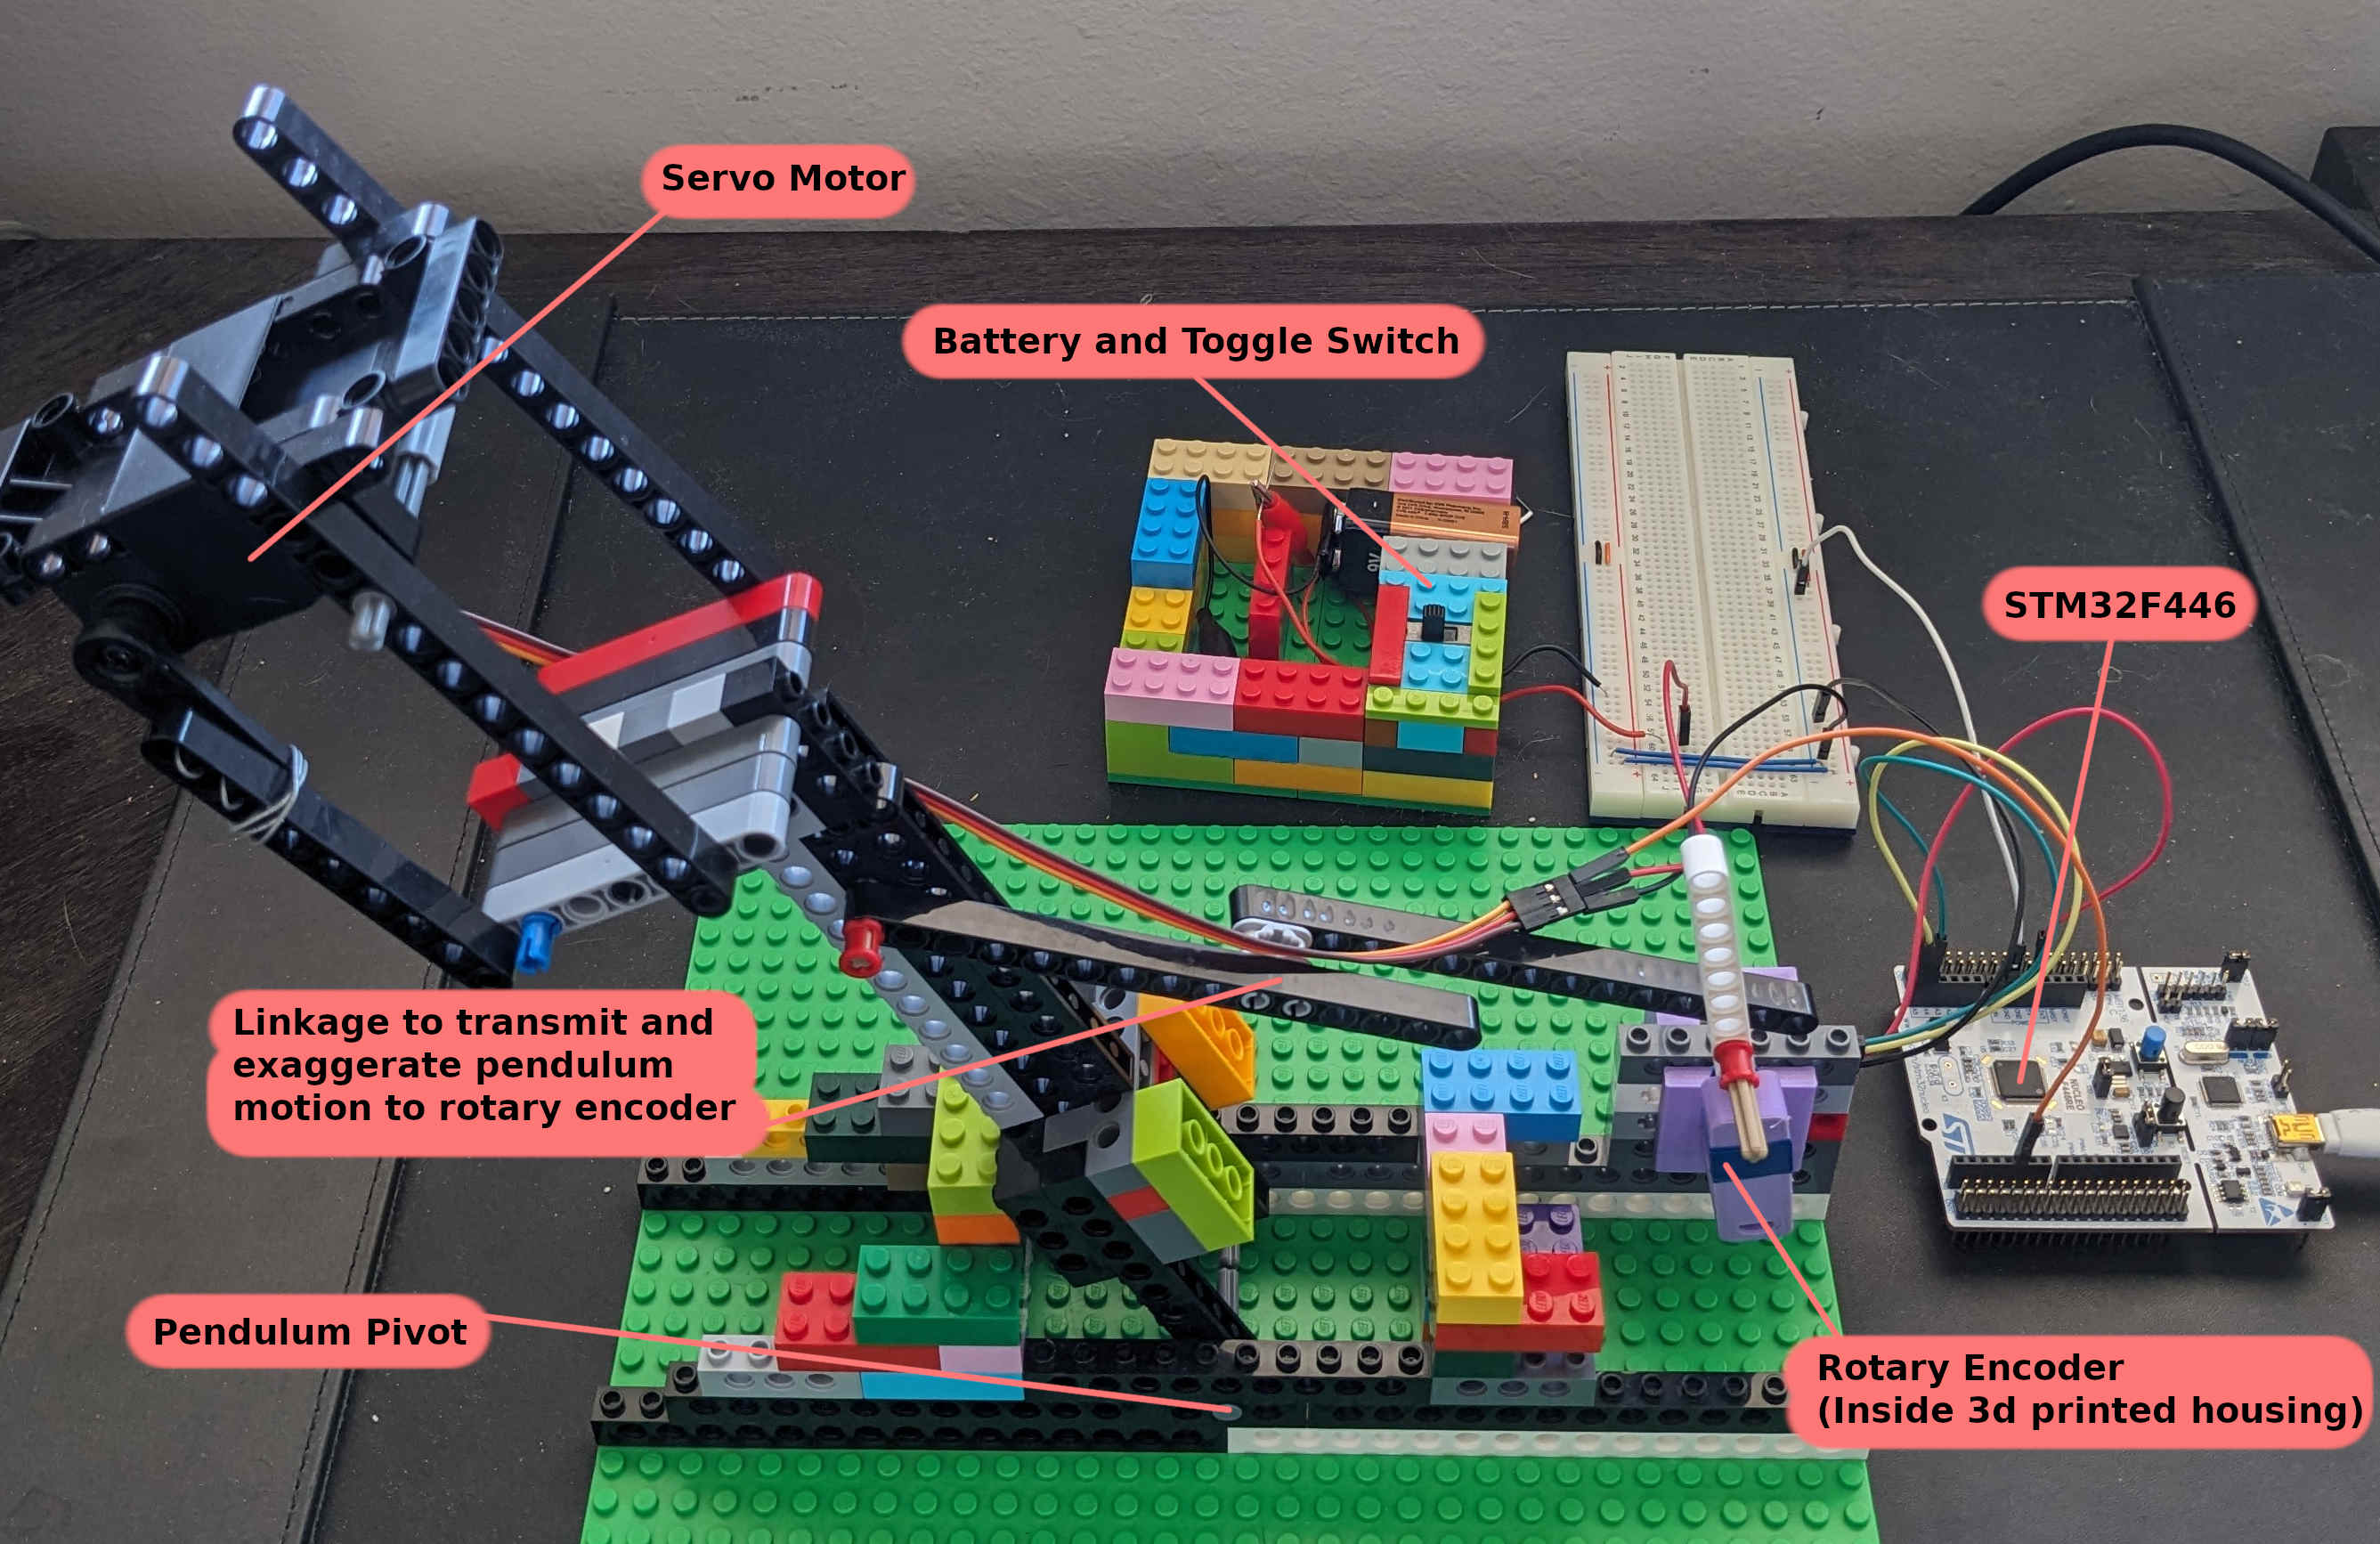 Servo Motor
Battery and Toggle Switch
STM32F446
Linkage to transmit and
exaggerate pendulum
motion to rotary encoder
Pendulum Pivot
Rotary Encoder
(Inside 3d printed housing)
NUCLEO